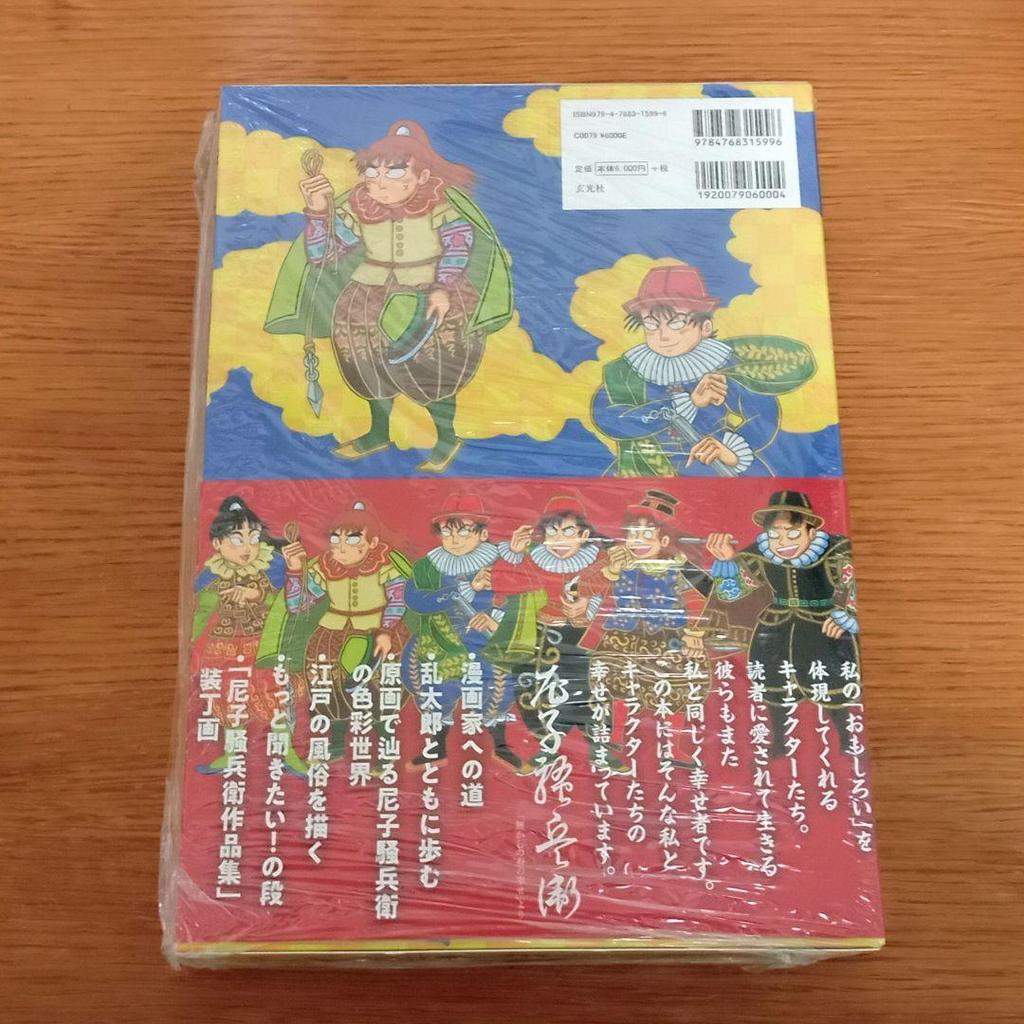 ISBN978-4-7683-1599-6
C0079 ¥6000E
定価 本体6,000円 +税
玄光社
9784768315996
1920079060004
私の「おもしろい」を
体現してくれる
キャラクターたち。
読者に愛されて生きる
彼らもまた
私と同じく幸せ者です。
この本にはそんな私と
キャラクターたちの
幸せが詰まっています。
尼子騒兵衛
・漫画家への道
・乱太郎とともに歩む
・原画で辿る尼子騒兵衛
の色彩世界
・江戸の風俗を描く
・もっと聞きたい!の段
・「尼子騒兵衛作品集」
装丁画